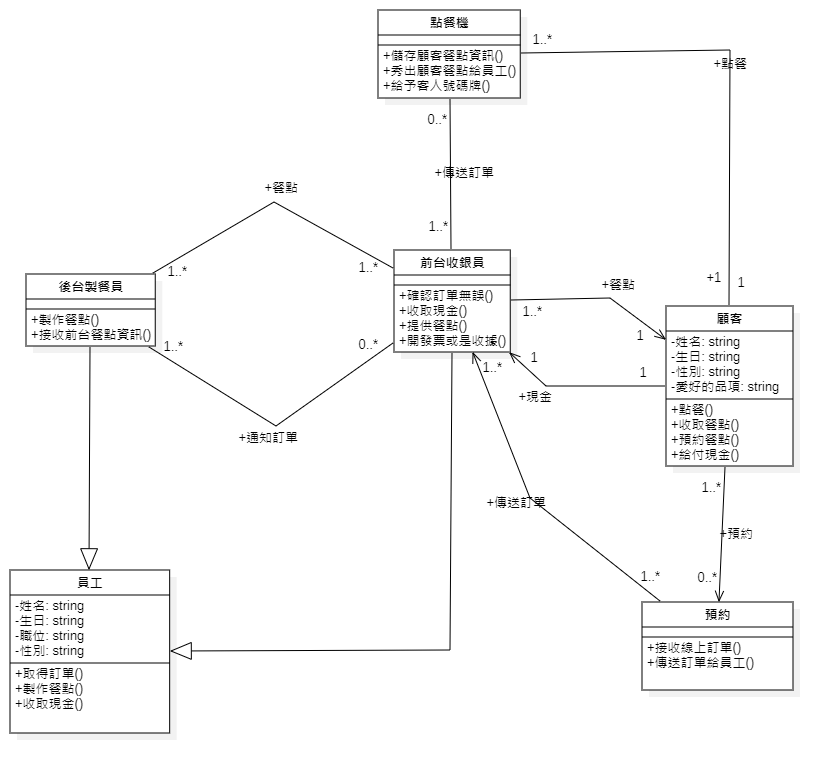 點餐機
+儲存顧客餐點資訊()
+秀出顧客餐點給員工()
+給予客人號碼牌()
1..*
+點餐
0..*
+傳送訂單
1..*
+餐點
1..*
1..*
後台製餐員
+製作餐點()
+接收前台餐點資訊()
前台收銀員
+確認訂單無誤()
+收取現金()
+提供餐點()
+開發票或是收據()
+餐點
1..*
1
+1
1
顧客
-姓名: string
-生日: string
-性別: string
-愛好的品項: string
+點餐()
+收取餐點()
+預約餐點()
+給付現金()
1..*
0..*
+通知訂單
1..*
1
1
+現金
+傳送訂單
1..*
1..*
+預約
0..*
員工
-姓名: string
-生日: string
-職位: string
-性別: string
+取得訂單()
+製作餐點()
+收取現金()
預約
+接收線上訂單()
+傳送訂單給員工()